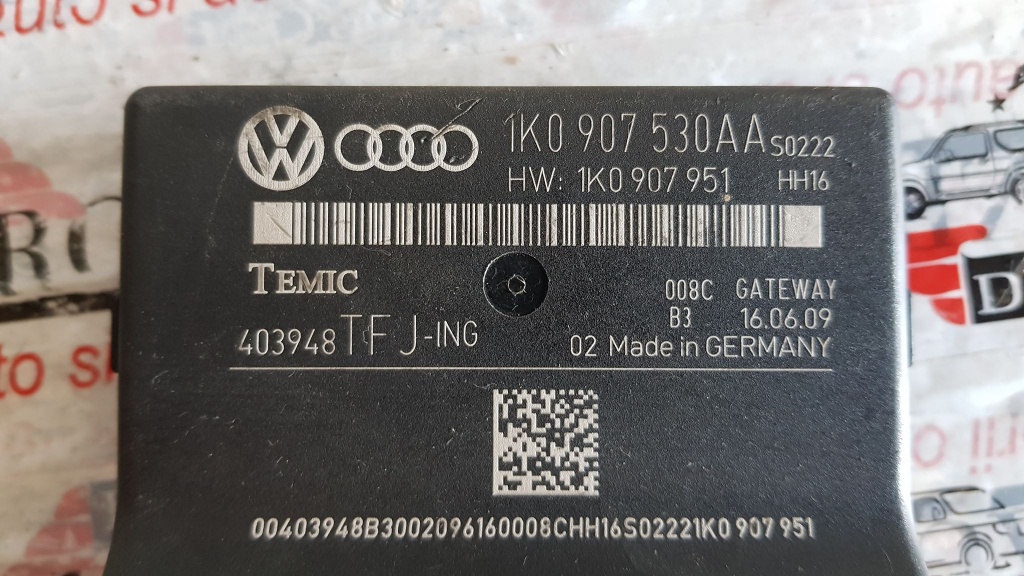 1K0 907 530AA S0222
HW: 1K0 907 951 HH16
TEMIC
008C GATEWAY
B3 16.06.09
403948 TF J-ING
02 Made in GERMANY
00403948B3002096160008CHH16S02221K0 907 951